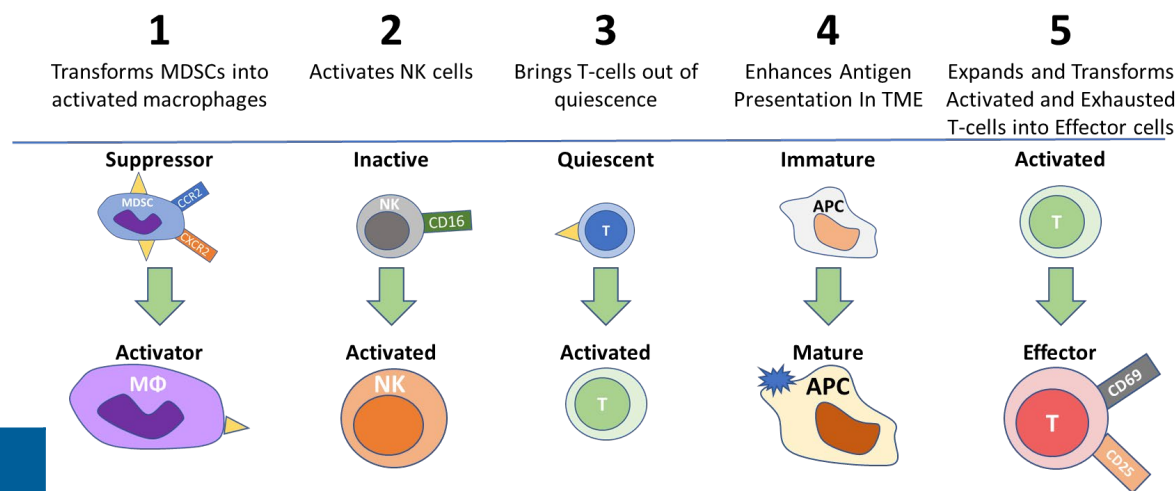 1
Transforms MDSCs into
activated macrophages
2
Activates NK cells
3
Brings T-cells out of
quiescence
4
Enhances Antigen
Presentation In TME
5
Expands and Transforms
Activated and Exhausted
T-cells into Effector cells
Suppressor
MDSC
CCR2
CXCR2
Inactive
NK
CD16
Quiescent
T
Immature
APC
Activated
T
Activator
MΦ
Activated
NK
Activated
T
Mature
APC
Effector
T
CD69
CD25